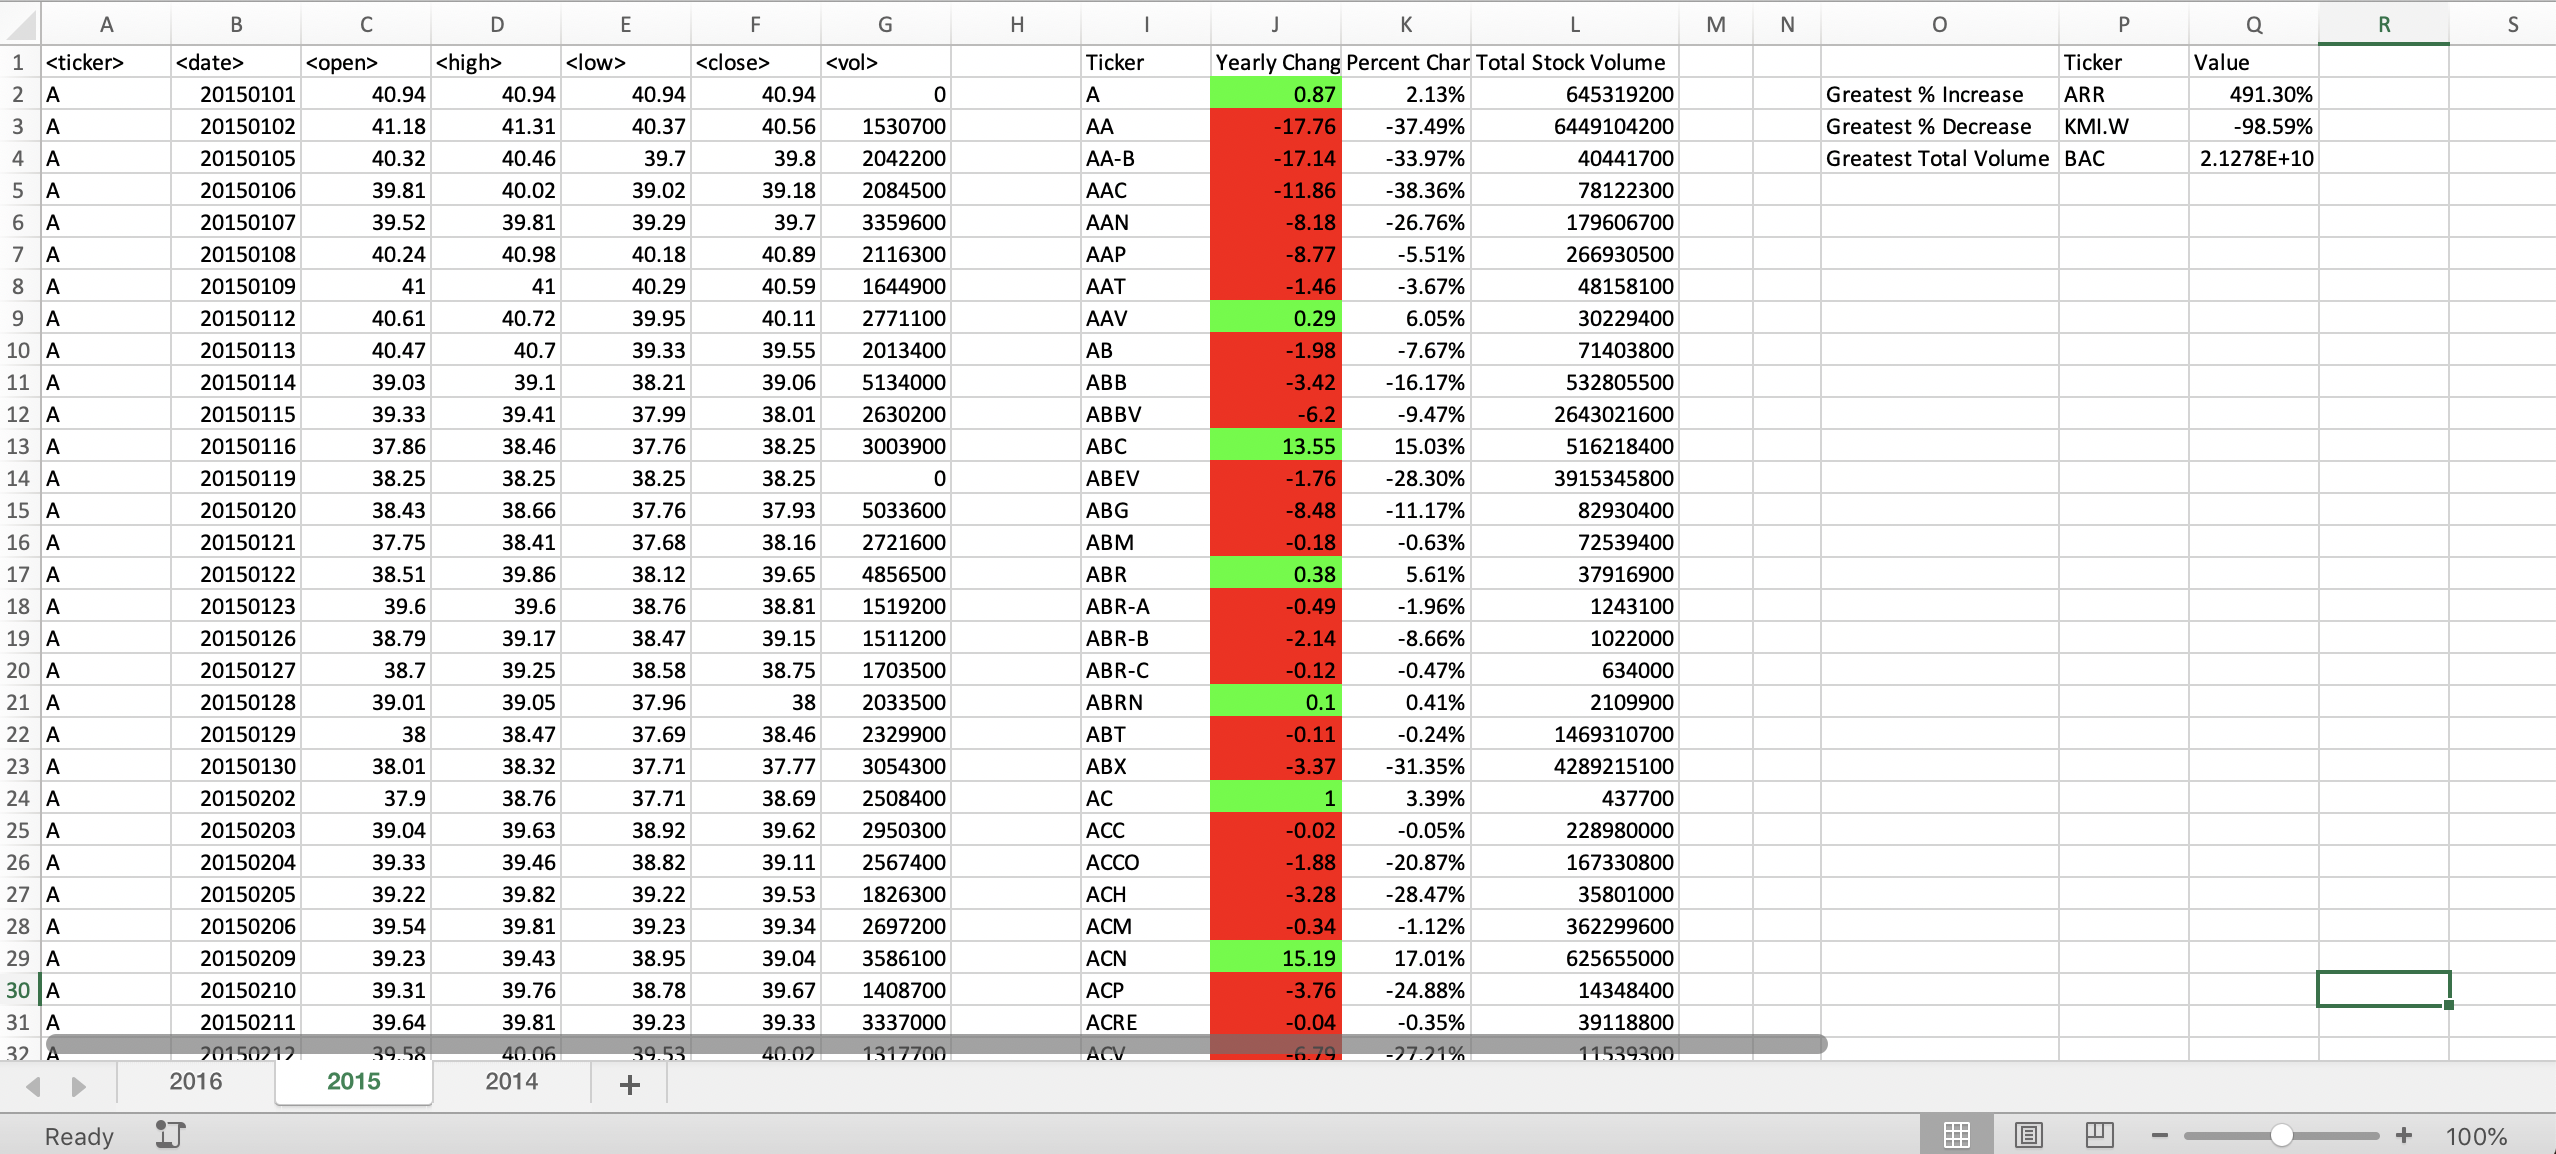 A B C D E F G H I J K L M N O P Q R S
1 <ticker> <date> <open> <high> <low> <close> <vol> Ticker Yearly Chang Percent Char Total Stock Volume Ticker Value
2 A 20150101 40.94 40.94 40.94 40.94 0 A 0.87 2.13% 645319200 Greatest % Increase ARR 491.30%
3 A 20150102 41.18 41.31 40.37 40.56 1530700 AA -17.76 -37.49% 6449104200 Greatest % Decrease KMI.W -98.59%
4 A 20150105 40.32 40.46 39.7 39.8 2042200 AA-B -17.14 -33.97% 40441700 Greatest Total Volume BAC 2.1278E+10
5 A 20150106 39.81 40.02 39.02 39.18 2084500 AAC -11.86 -38.36% 78122300
6 A 20150107 39.52 39.81 39.29 39.7 3359600 AAN -8.18 -26.76% 179606700
7 A 20150108 40.24 40.98 40.18 40.89 2116300 AAP -8.77 -5.51% 266930500
8 A 20150109 41 41 40.29 40.59 1644900 AAT -1.46 -3.67% 48158100
9 A 20150112 40.61 40.72 39.95 40.11 2771100 AAV 0.29 6.05% 30229400
10 A 20150113 40.47 40.7 39.33 39.55 2013400 AB -1.98 -7.67% 71403800
11 A 20150114 39.03 39.1 38.21 39.06 5134000 ABB -3.42 -16.17% 532805500
12 A 20150115 39.33 39.41 37.99 38.01 2630200 ABBV -6.2 -9.47% 2643021600
13 A 20150116 37.86 38.46 37.76 38.25 3003900 ABC 13.55 15.03% 516218400
14 A 20150119 38.25 38.25 38.25 38.25 0 ABEV -1.76 -28.30% 3915345800
15 A 20150120 38.43 38.66 37.76 37.93 5033600 ABG -8.48 -11.17% 82930400
16 A 20150121 37.75 38.41 37.68 38.16 2721600 ABM -0.18 -0.63% 72539400
17 A 20150122 38.51 39.86 38.12 39.65 4856500 ABR 0.38 5.61% 37916900
18 A 20150123 39.6 39.6 38.76 38.81 1519200 ABR-A -0.49 -1.96% 1243100
19 A 20150126 38.79 39.17 38.47 39.15 1511200 ABR-B -2.14 -8.66% 1022000
20 A 20150127 38.7 39.25 38.58 38.75 1703500 ABR-C -0.12 -0.47% 634000
21 A 20150128 39.01 39.05 37.96 38 2033500 ABRN 0.1 0.41% 2109900
22 A 20150129 38 38.47 37.69 38.46 2329900 ABT -0.11 -0.24% 1469310700
23 A 20150130 38.01 38.32 37.71 37.77 3054300 ABX -3.37 -31.35% 4289215100
24 A 20150202 37.9 38.76 37.71 38.69 2508400 AC 1 3.39% 437700
25 A 20150203 39.04 39.63 38.92 39.62 2950300 ACC -0.02 -0.05% 228980000
26 A 20150204 39.33 39.46 38.82 39.11 2567400 ACCO -1.88 -20.87% 167330800
27 A 20150205 39.22 39.82 39.22 39.53 1826300 ACH -3.28 -28.47% 35801000
28 A 20150206 39.54 39.81 39.23 39.34 2697200 ACM -0.34 -1.12% 362299600
29 A 20150209 39.23 39.43 38.95 39.04 3586100 ACN 15.19 17.01% 625655000
30 A 20150210 39.31 39.76 38.78 39.67 1408700 ACP -3.76 -24.88% 14348400
31 A 20150211 39.64 39.81 39.23 39.33 3337000 ACRE -0.04 -0.35% 39118800
32 A 20150212 39.58 40.06 39.53 40.02 1317700 ACV -6.79 -27.21% 11539300
2016 2015 2014 +
Ready 100%